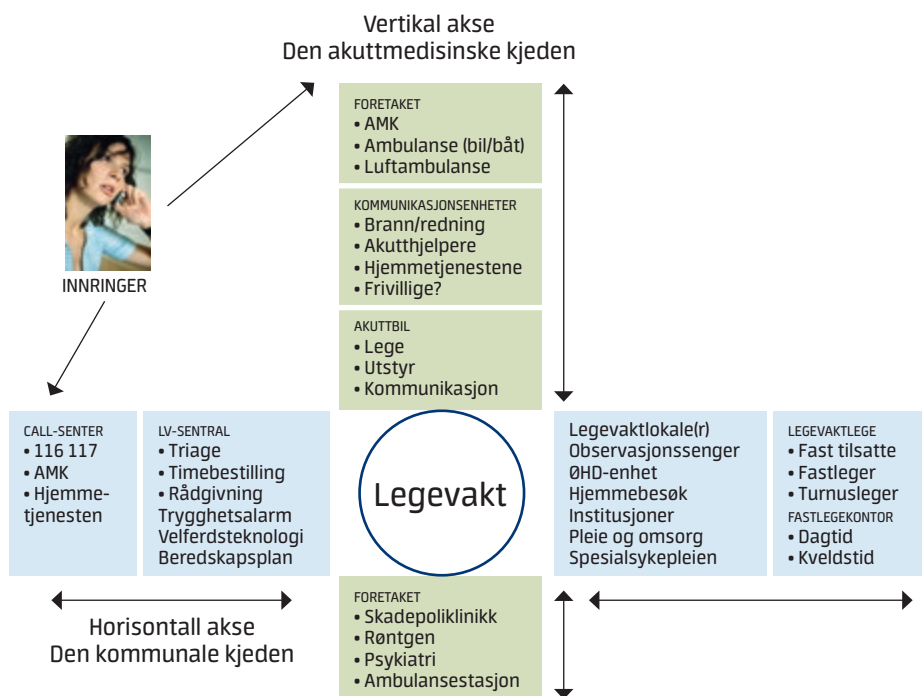 Vertikal akse
Den akuttmedisinske kjeden
FORETAKET
• AMK
• Ambulanse (bil/båt)
• Luftambulanse
KOMMUNIKASJONSENHETER
• Brann/redning
• Akutthjelpere
• Hjemmetjenestene
• Frivillige?
INNRINGER
AKUTTBIL
• Lege
• Utstyr
• Kommunikasjon
CALL-SENTER
• 116 117
• AMK
• Hjemme-
tjenesten
LV-SENTRAL
• Triage
• Timebestilling
• Rådgivning
Trygghetsalarm
Velferdsteknologi
Beredskapsplan
Legevakt
Legevaktlokale(r)
Observasjonssenger
ØHD-enhet
Hjemmebesøk
Institusjoner
Pleie og omsorg
Spesialsykepleien
LEGEVAKTLEGE
• Fast tilsatte
• Fastleger
• Turnusleger
FASTLEGEKONTOR
• Dagtid
• Kveldstid
Horisontall akse
Den kommunale kjeden
FORETAKET
• Skadepoliklinikk
• Røntgen
• Psykiatri
• Ambulansestasjon